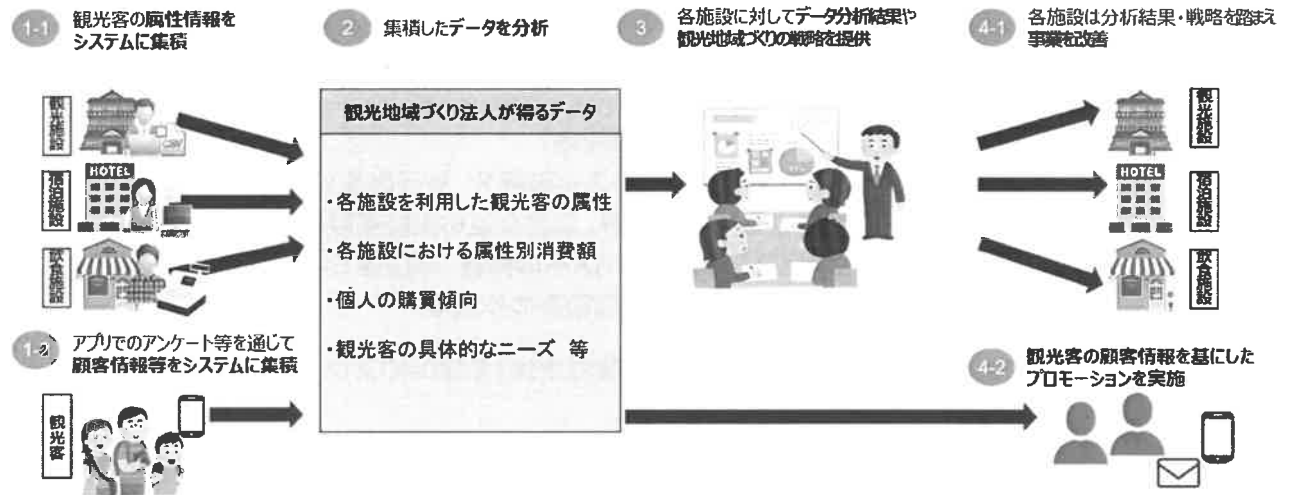 1-1
観光客の属性情報を
システムに集積
2
集積したデータを分析
3
各施設に対してデータ分析結果や
観光地域づくりの戦略を提供
4-1
各施設は分析結果・戦略を踏まえ
事業を改善
観光施設
宿泊施設
HOTEL
飲食施設
観光地域づくり法人が得るデータ
・各施設を利用した観光客の属性
・各施設における属性別消費額
・個人の購買傾向
・観光客の具体的なニーズ 等
観光施設
HOTEL
宿泊施設
飲食施設
1-2
アプリでのアンケート等を通じて
顧客情報等をシステムに集積
観光客
4-2
観光客の顧客情報を基にした
プロモーションを実施